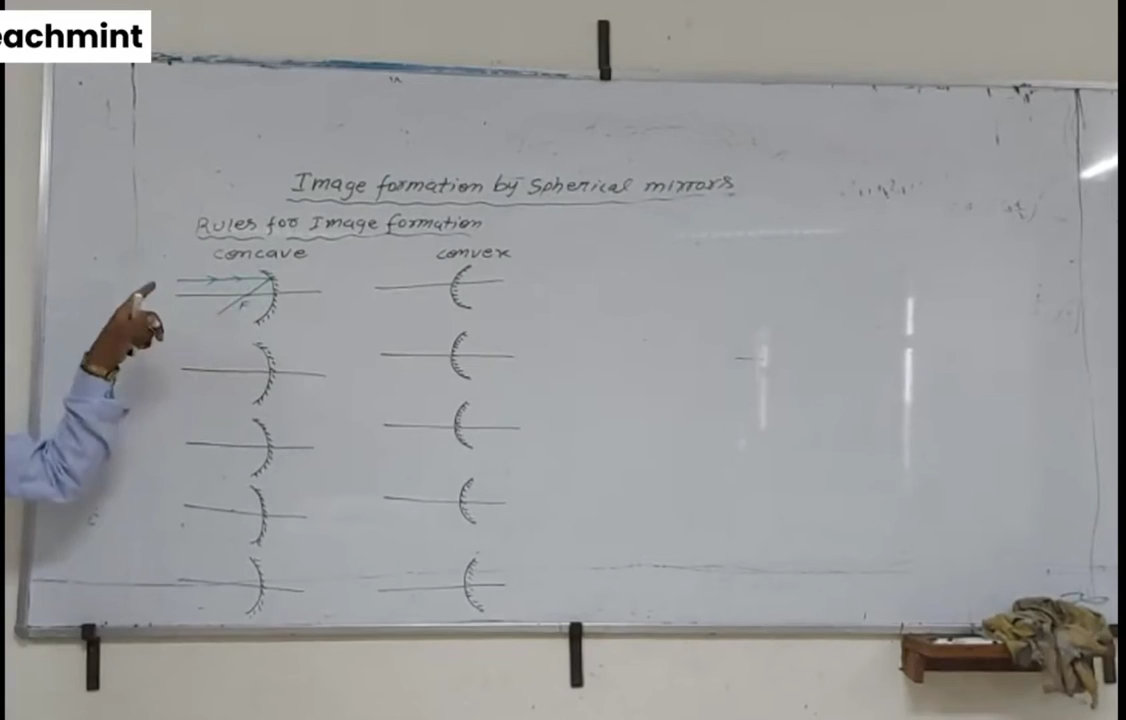 eachmint
Image formation by Spherical mirrors
Rules for Image formation
concave convex
F